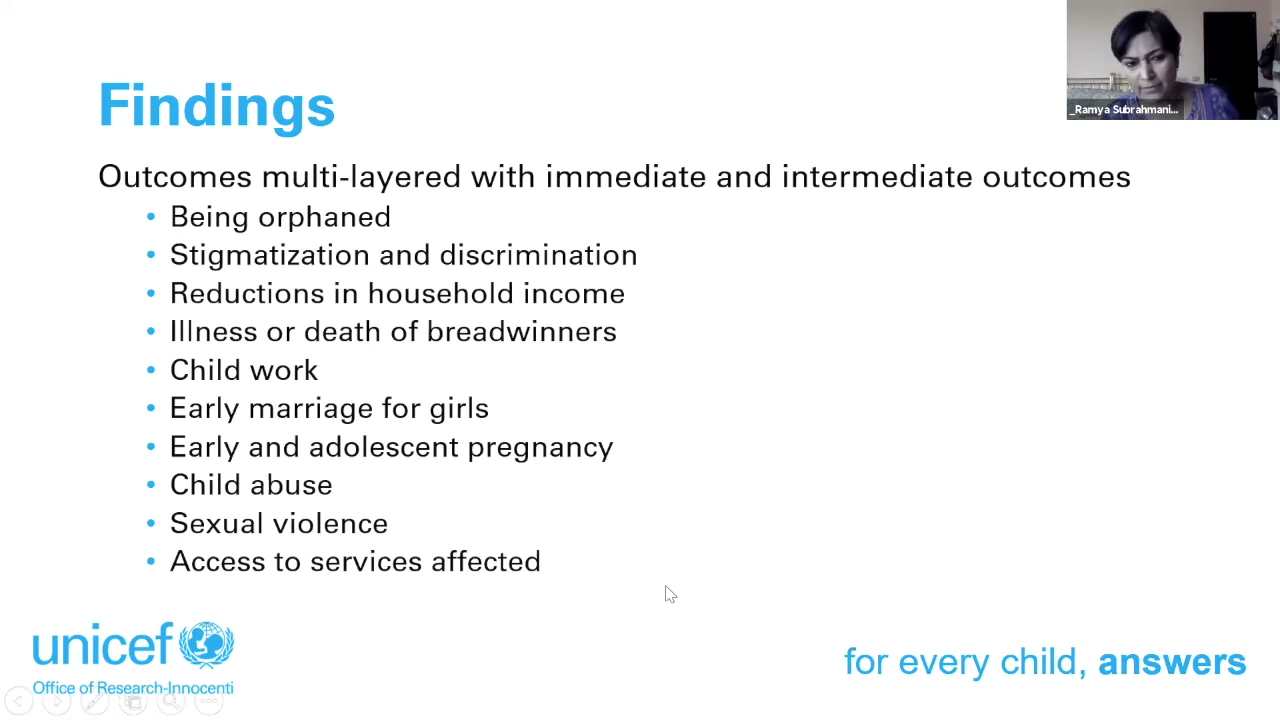 _Ramya Subrahmani...
Findings
Outcomes multi-layered with immediate and intermediate outcomes
• Being orphaned
• Stigmatization and discrimination
• Reductions in household income
• Illness or death of breadwinners
• Child work
• Early marriage for girls
• Early and adolescent pregnancy
• Child abuse
• Sexual violence
• Access to services affected
unicef
Office of Research-Innocenti
for every child, answers